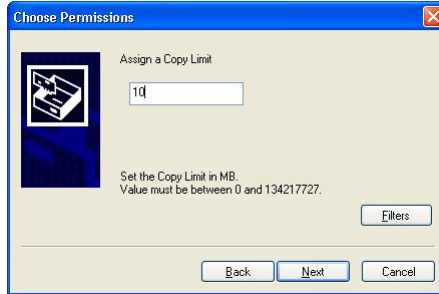 Choose Permissions
Assign a Copy Limit
10
Set the Copy Limit in MB.
Value must be between 0 and 134217727.
Filters
Back Next Cancel